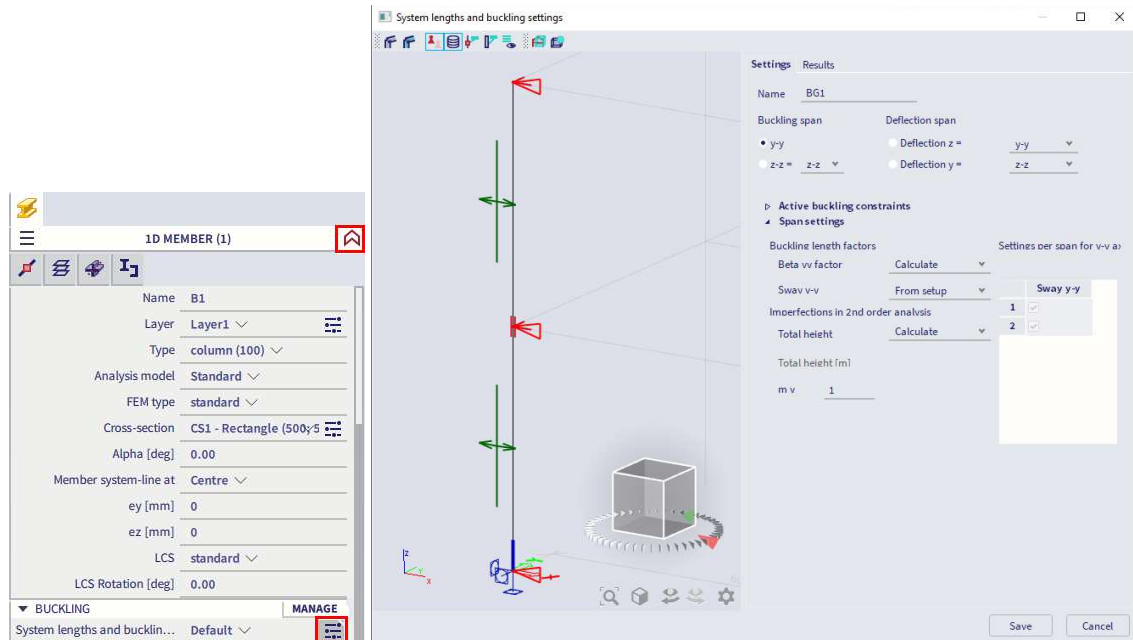 1D MEMBER (1)
Name B1
Layer Layer1
Type column (100)
Analysis model Standard
FEM type standard
Cross-section CS1 - Rectangle (500; 5
Alpha [deg] 0.00
Member system-line at Centre
ey [mm] 0
ez [mm] 0
LCS standard
LCS Rotation [deg] 0.00
BUCKLING MANAGE
System lengths and bucklin... Default
System lengths and buckling settings
z
y
x
Settings Results
Name BG1
Buckling span Deflection span
y-y Deflection z = y-y
z-z = z-z Deflection y = z-z
Active buckling constraints
Span settings
Buckling length factors Settings per span for y-y a
Beta yy factor Calculate Sway y-y
Sway y-y From setup 1
Imperfections in 2nd order analysis 2
Total height Calculate
Total height [m]
m y 1
Save Cancel